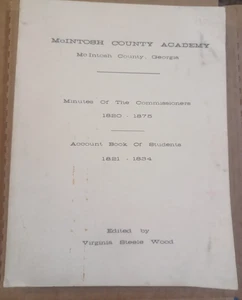 McINTOSH COUNTY ACADEMY
McIntosh County, Georgia
Minutes Of The Commissioners
1820 - 1875
Account Book Of Students
1821 - 1834
Edited by
Virginia Steele Wood